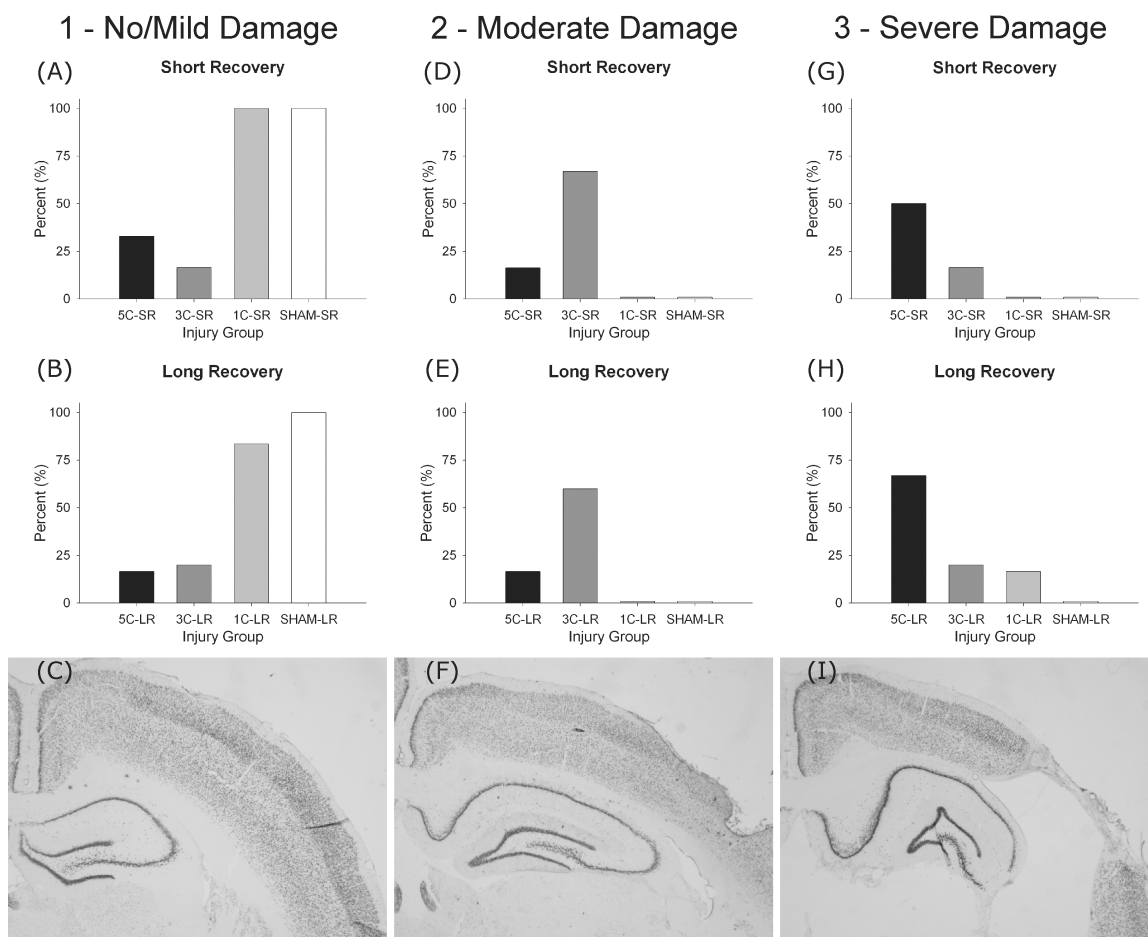 1 - No/Mild Damage
2 - Moderate Damage
3 - Severe Damage
(A)
Short Recovery
Percent (%)
100
75
50
25
0
5C-SR 3C-SR 1C-SR SHAM-SR
Injury Group
(D)
Short Recovery
Percent (%)
100
75
50
25
0
5C-SR 3C-SR 1C-SR SHAM-SR
Injury Group
(G)
Short Recovery
Percent (%)
100
75
50
25
0
5C-SR 3C-SR 1C-SR SHAM-SR
Injury Group
(B)
Long Recovery
Percent (%)
100
75
50
25
0
5C-LR 3C-LR 1C-LR SHAM-LR
Injury Group
(E)
Long Recovery
Percent (%)
100
75
50
25
0
5C-LR 3C-LR 1C-LR SHAM-LR
Injury Group
(H)
Long Recovery
Percent (%)
100
75
50
25
0
5C-LR 3C-LR 1C-LR SHAM-LR
Injury Group
(C)
(F)
(I)